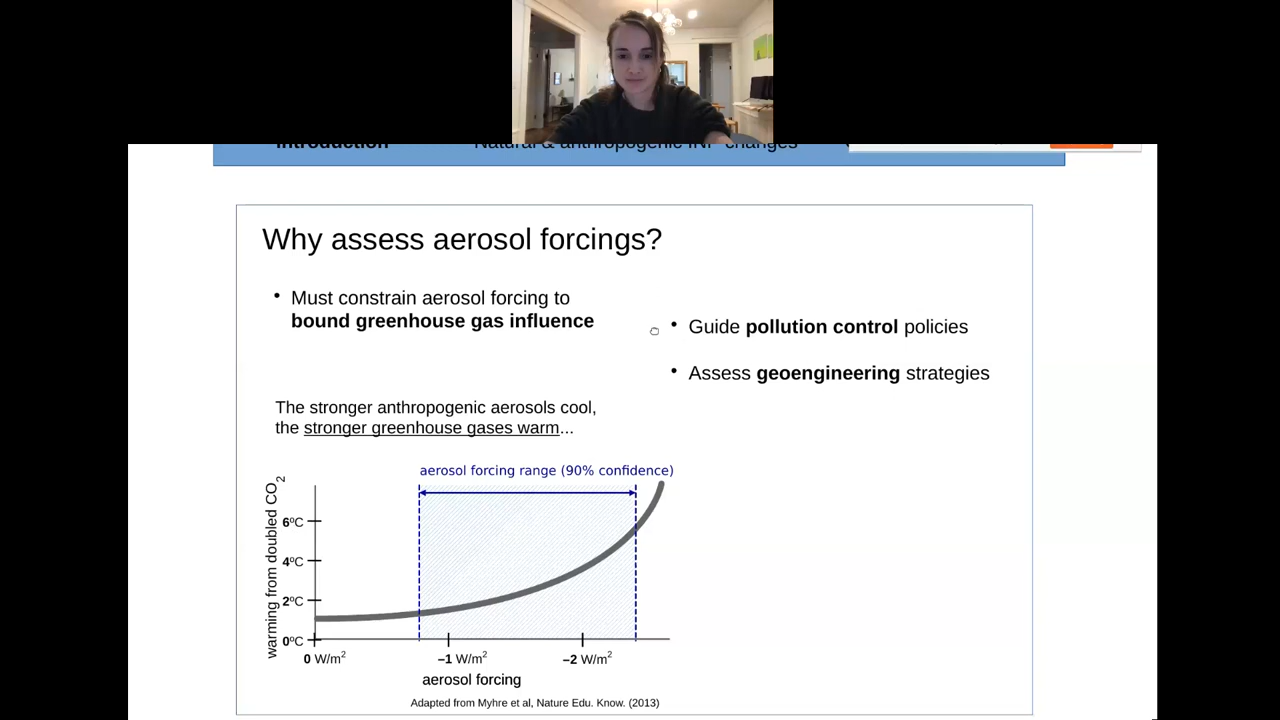 Introduction Natural & anthropogenic INP changes
Why assess aerosol forcings?
• Must constrain aerosol forcing to
bound greenhouse gas influence
• Guide pollution control policies
• Assess geoengineering strategies
The stronger anthropogenic aerosols cool,
the stronger greenhouse gases warm...
aerosol forcing range (90% confidence)
warming from doubled CO2
6ºC
4ºC
2ºC
0ºC
0 W/m2 –1 W/m2 –2 W/m2
aerosol forcing
Adapted from Myhre et al, Nature Edu. Know. (2013)